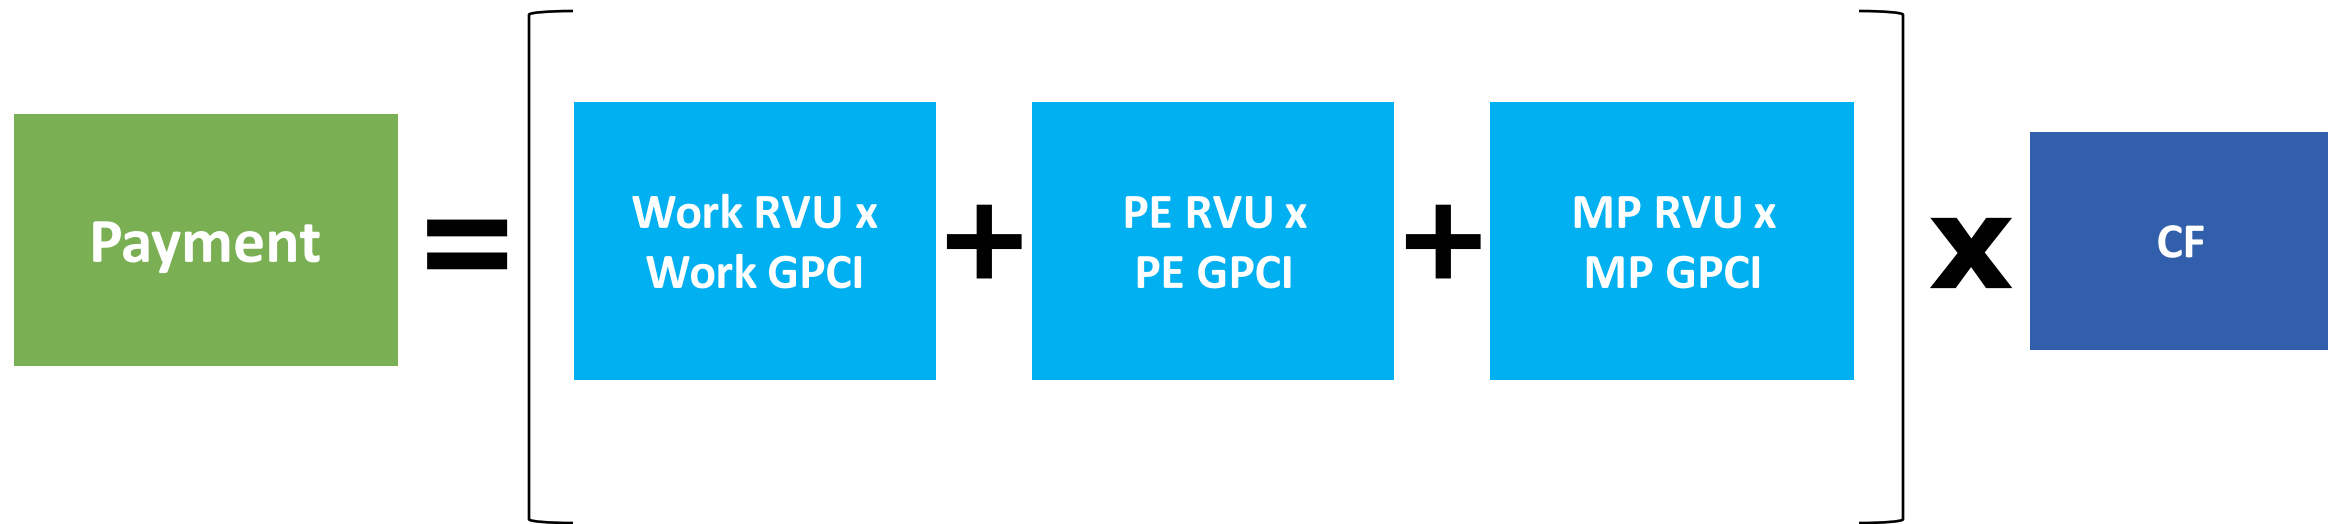 Payment
=
Work RVU x
Work GPCI
+
PE RVU x
PE GPCI
+
MP RVU x
MP GPCI
x
CF